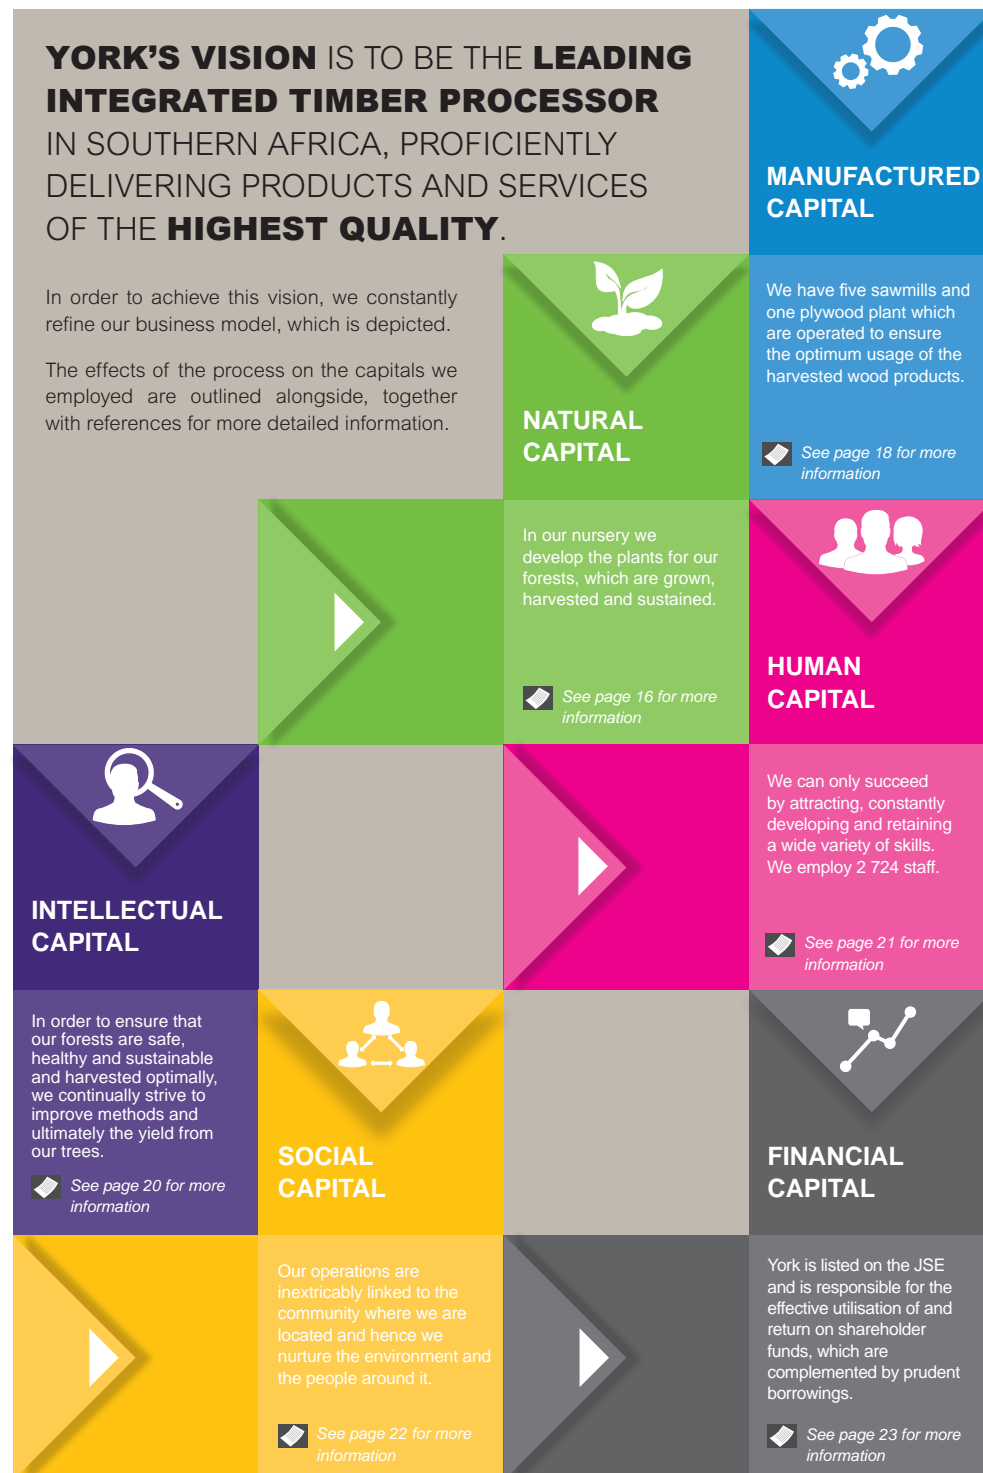 YORK'S VISION IS TO BE THE LEADING
INTEGRATED TIMBER PROCESSOR
IN SOUTHERN AFRICA, PROFICIENTLY
DELIVERING PRODUCTS AND SERVICES
OF THE HIGHEST QUALITY.
In order to achieve this vision, we constantly
refine our business model, which is depicted.
The effects of the process on the capitals we
employed are outlined alongside, together
with references for more detailed information.
MANUFACTURED
CAPITAL
We have five sawmills and
one plywood plant which
are operated to ensure
the optimum usage of the
harvested wood products.
See page 18 for more
information
NATURAL
CAPITAL
In our nursery we
develop the plants for our
forests, which are grown,
harvested and sustained.
See page 16 for more
information
HUMAN
CAPITAL
We can only succeed
by attracting, constantly
developing and retaining
a wide variety of skills.
We employ 2 724 staff.
See page 21 for more
information
INTELLECTUAL
CAPITAL
In order to ensure that
our forests are safe,
healthy and sustainable
and harvested optimally,
we continually strive to
improve methods and
ultimately the yield from
our trees.
See page 20 for more
information
SOCIAL
CAPITAL
Our operations are
inextricably linked to the
community where we are
located and hence we
nurture the environment and
the people around it.
See page 22 for more
information
FINANCIAL
CAPITAL
York is listed on the JSE
and is responsible for the
effective utilisation of and
return on shareholder
funds, which are
complemented by prudent
borrowings.
See page 23 for more
information